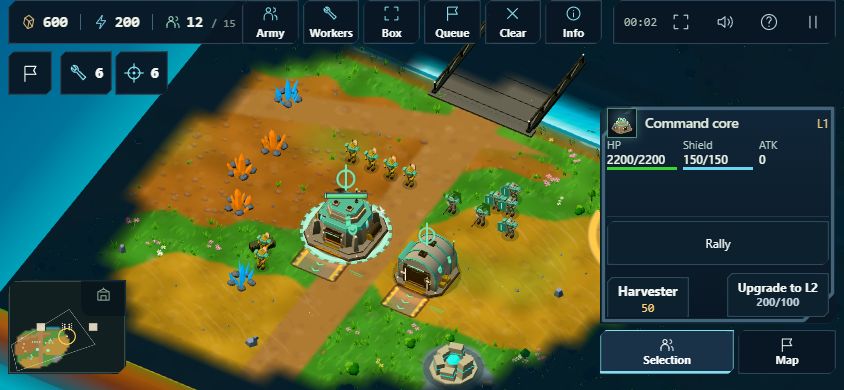 600
200
12 / 15
Army
Workers
Box
Queue
Clear
Info
00:02
6
6
Command core
L1
HP
Shield
ATK
2200/2200
150/150
0
Rally
Harvester
50
Upgrade to L2
200/100
Selection
Map